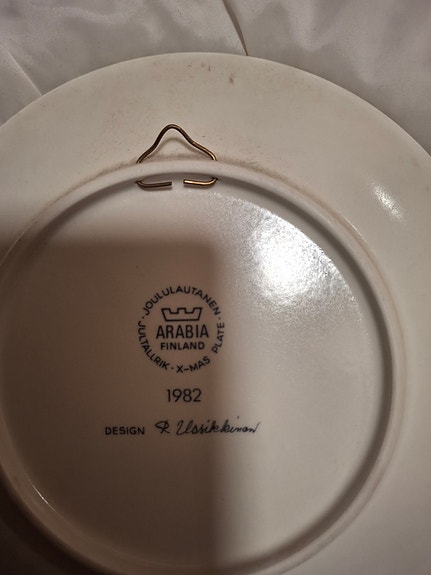 · JOULULAUTANEN · JULTALLRIK · X-MAS PLATE
ARABIA
FINLAND
1982
DESIGN R. Uosikkinen